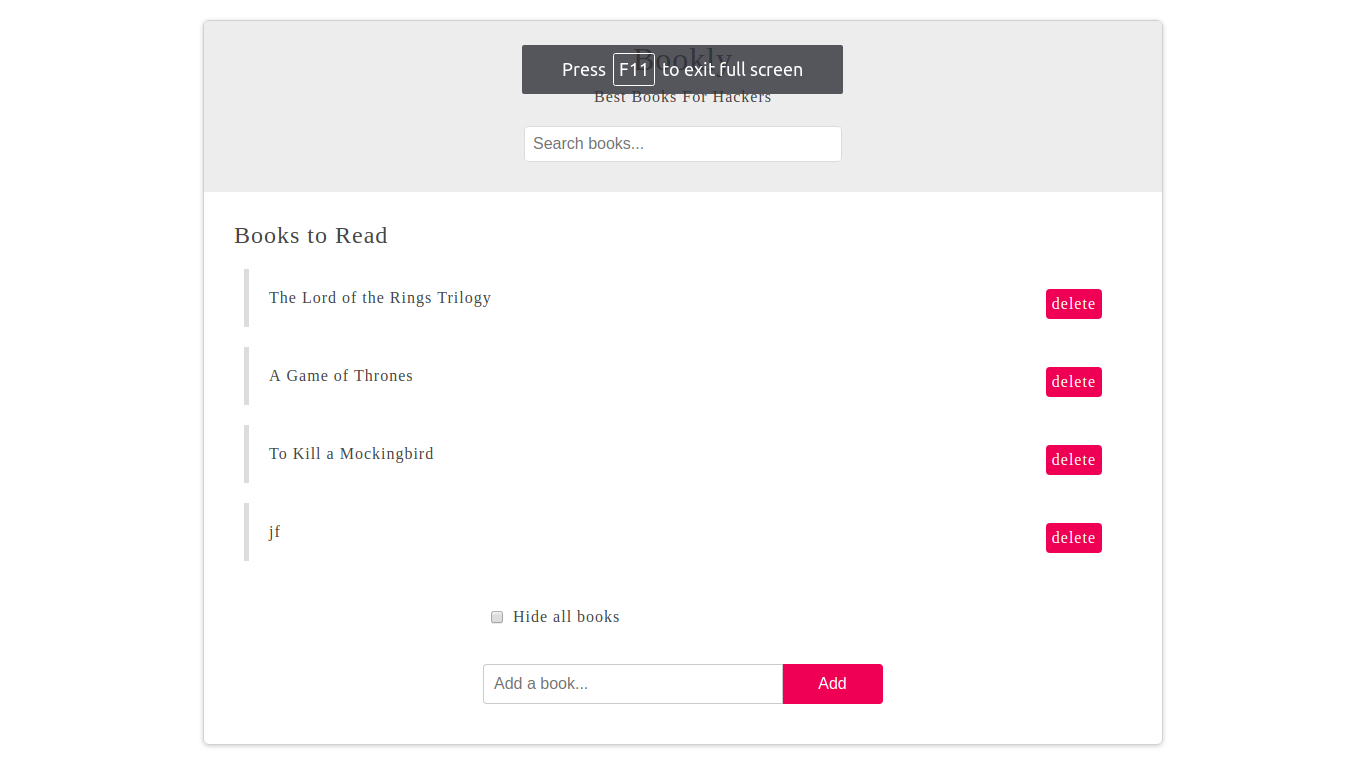 Bookly
Press F11 to exit full screen
Best Books For Hackers
Search books...
Books to Read
The Lord of the Rings Trilogy
delete
A Game of Thrones
delete
To Kill a Mockingbird
delete
jf
delete
Hide all books
Add a book...
Add